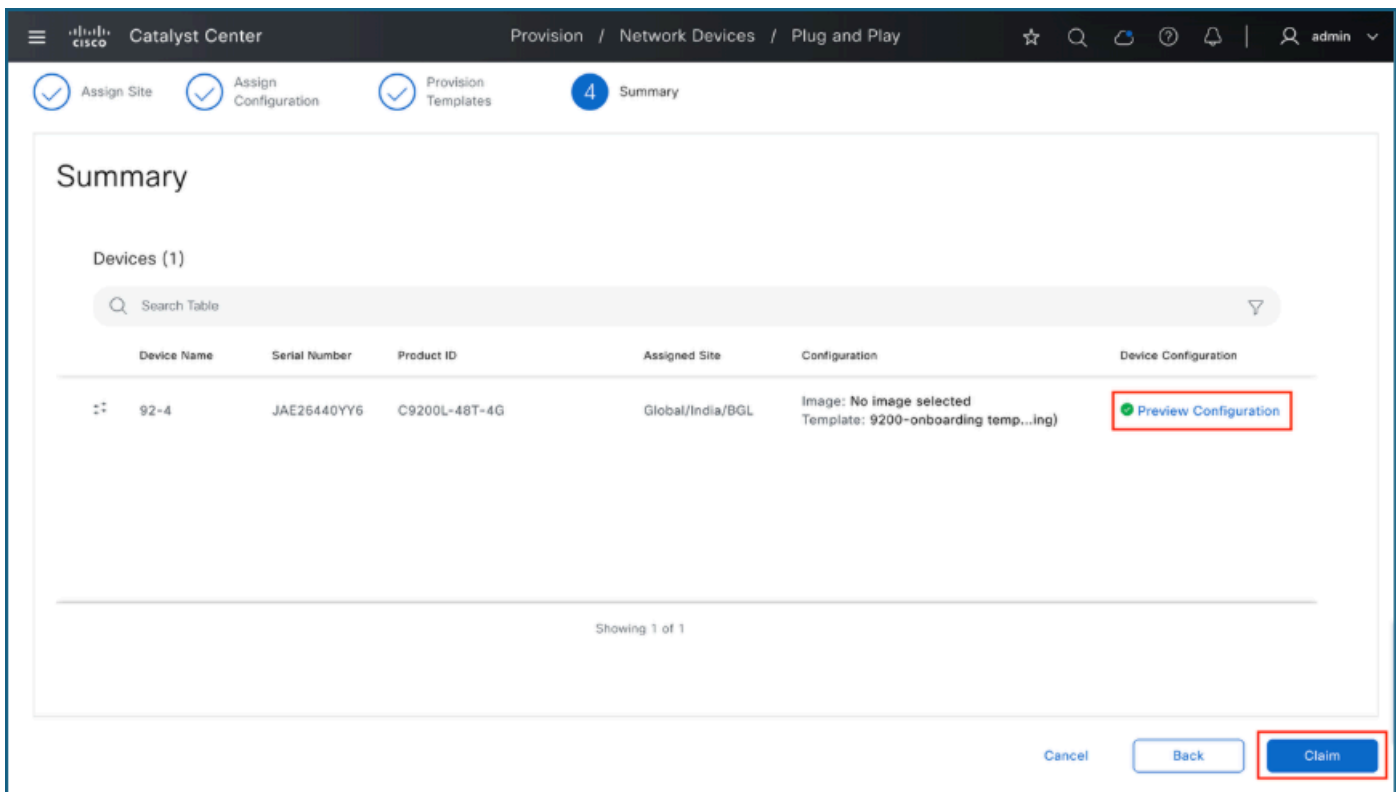 CISCO Catalyst Center Provision / Network Devices / Plug and Play admin
Assign Site
Assign
Configuration
Provision
Templates
4 Summary
Summary
Devices (1)
Search Table
Device Name Serial Number Product ID Assigned Site Configuration Device Configuration
92-4 JAE26440YY6 C9200L-48T-4G Global/India/BGL
Image: No image selected
Template: 9200-onboarding temp...ing)
Preview Configuration
Showing 1 of 1
Cancel Back Claim